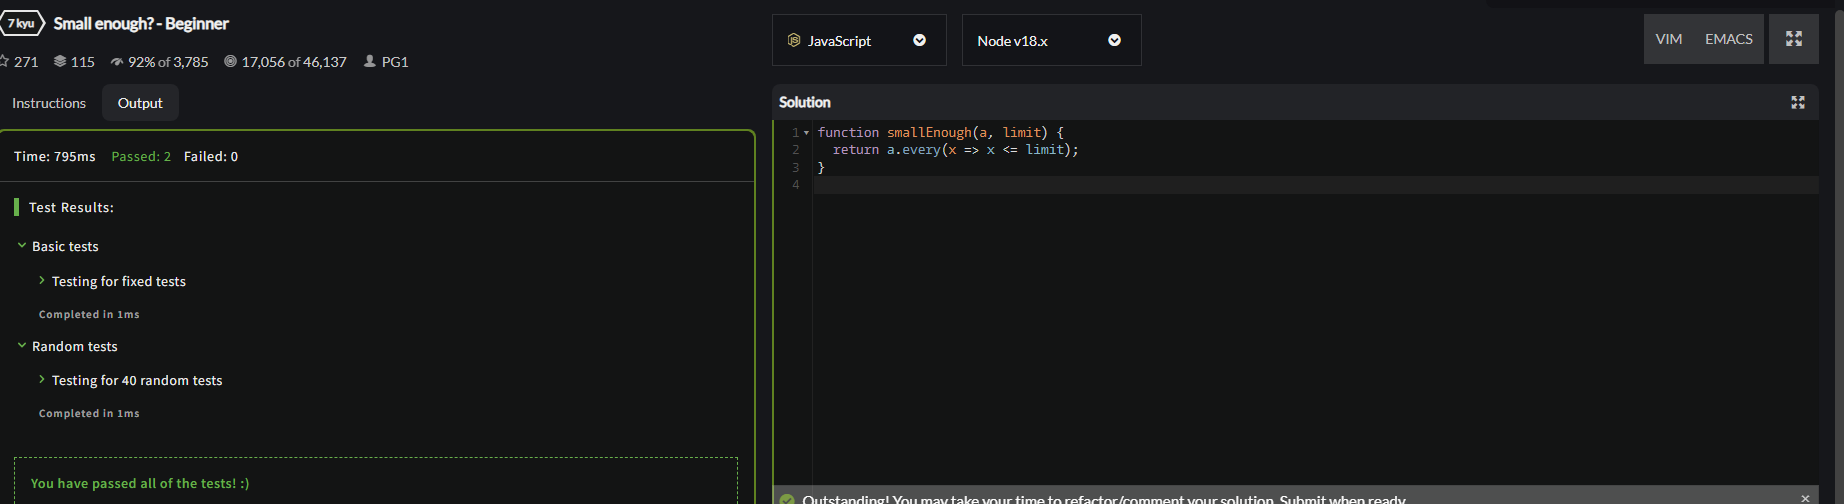 7 kyu Small enough? - Beginner
271 115 92% of 3,785 17,056 of 46,137 PG1
Instructions Output
Time: 795ms Passed: 2 Failed: 0
Test Results:
Basic tests
Testing for fixed tests
Completed in 1ms
Random tests
Testing for 40 random tests
Completed in 1ms
You have passed all of the tests! :)
JS JavaScript Node v18.x VIM EMACS
Solution
1 function smallEnough(a, limit) {
2 return a.every(x => x <= limit);
3 }
4
Outstanding! You may take your time to refactor/comment your solution. Submit when ready.